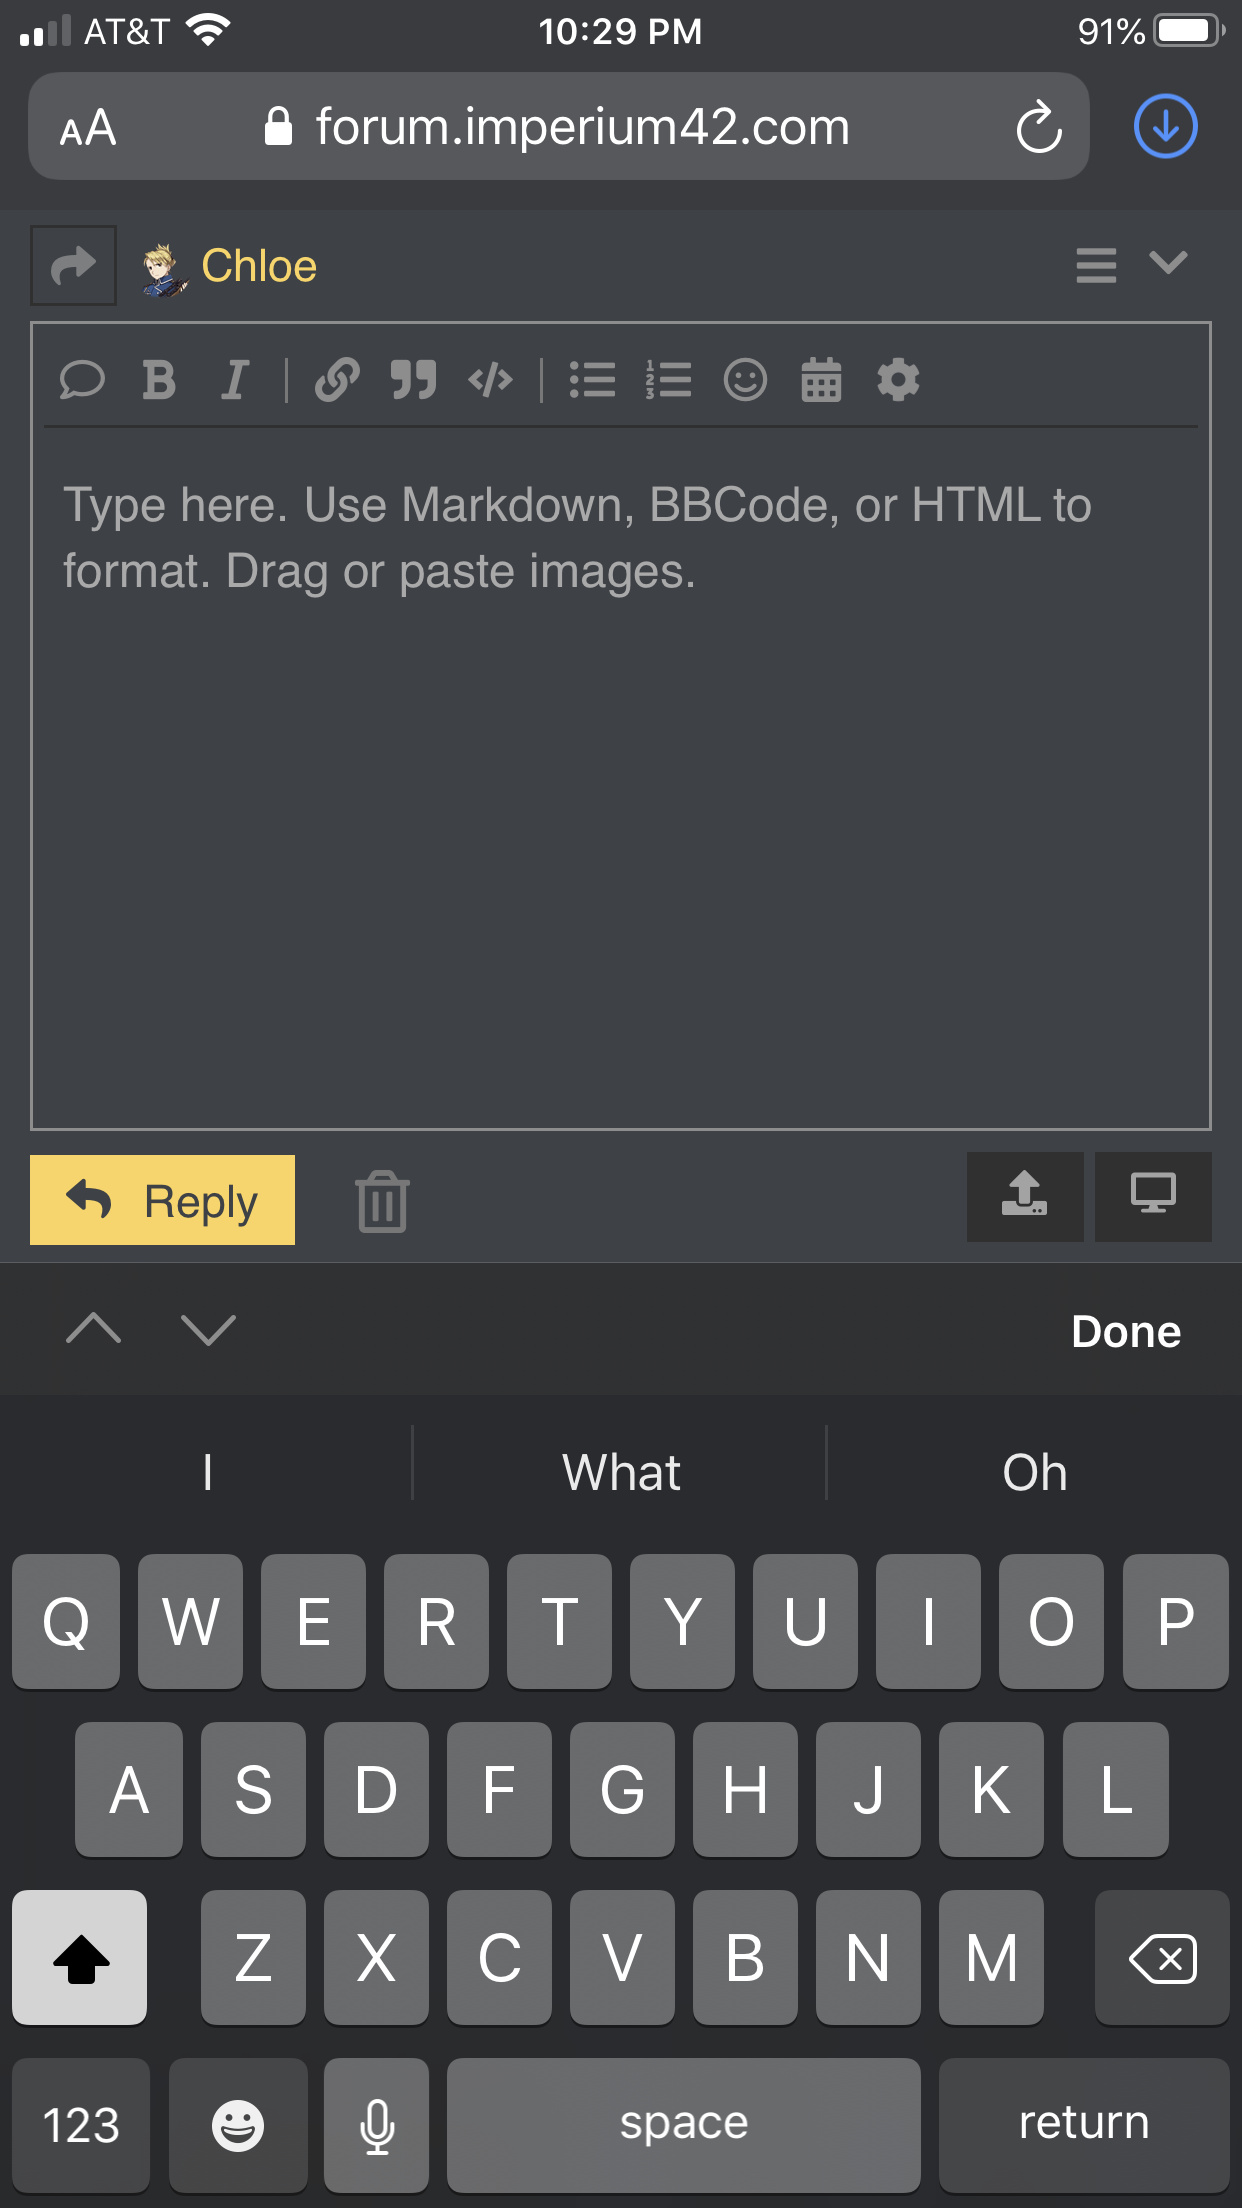 AT&T 10:29 PM 91%
AA forum.imperium42.com
Chloe
B I
Type here. Use Markdown, BBCode, or HTML to
format. Drag or paste images.
Reply
Done
I What Oh
Q W E R T Y U I O P
A S D F G H J K L
Z X C V B N M
123 space return